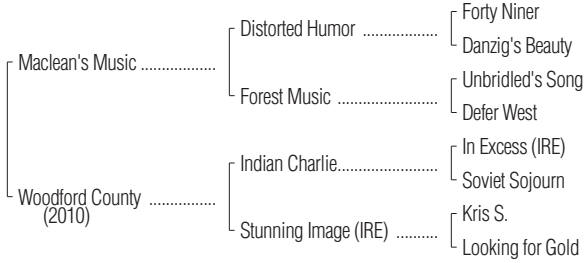 Forty Niner
Distorted Humor ..................
Danzig's Beauty
Maclean's Music ..................
Unbridled's Song
Forest Music ........................
Defer West
In Excess (IRE)
Indian Charlie........................
Soviet Sojourn
Woodford County ................
(2010)
Kris S.
Stunning Image (IRE) ..........
Looking for Gold